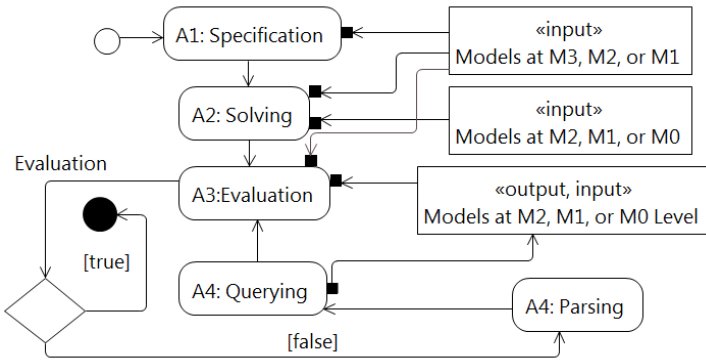 A1: Specification
«input»
Models at M3, M2, or M1
A2: Solving
«input»
Models at M2, M1, or M0
Evaluation
A3:Evaluation
«output, input»
Models at M2, M1, or M0 Level
[true]
A4: Querying
A4: Parsing
[false]